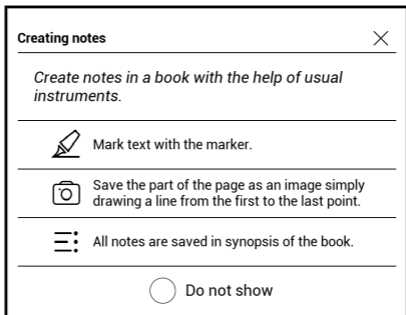 Creating notes
Create notes in a book with the help of usual
instruments.
Mark text with the marker.
Save the part of the page as an image simply
drawing a line from the first to the last point.
All notes are saved in synopsis of the book.
Do not show